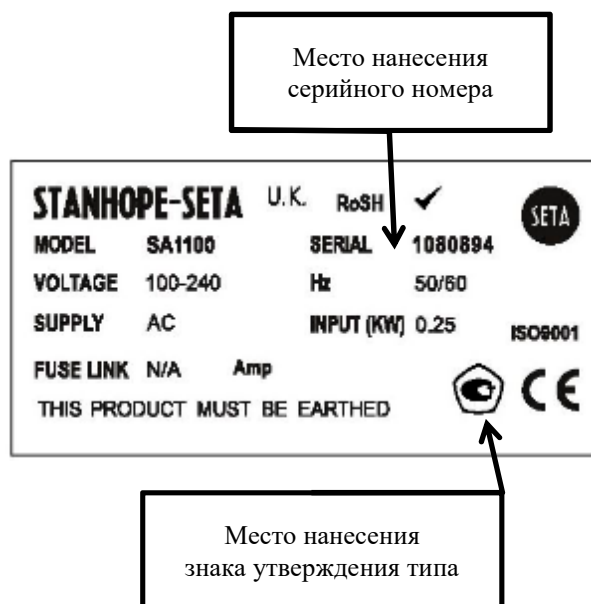 Место нанесения
серийного номера
STANHOPE-SETA U.K. RoSH ✓
SETA
MODEL SA1100 SERIAL 1080894
VOLTAGE 100-240 Hz 50/60
SUPPLY AC INPUT (KW) 0.25 ISO9001
FUSE LINK N/A Amp
THIS PRODUCT MUST BE EARTHED CE
Место нанесения
знака утверждения типа